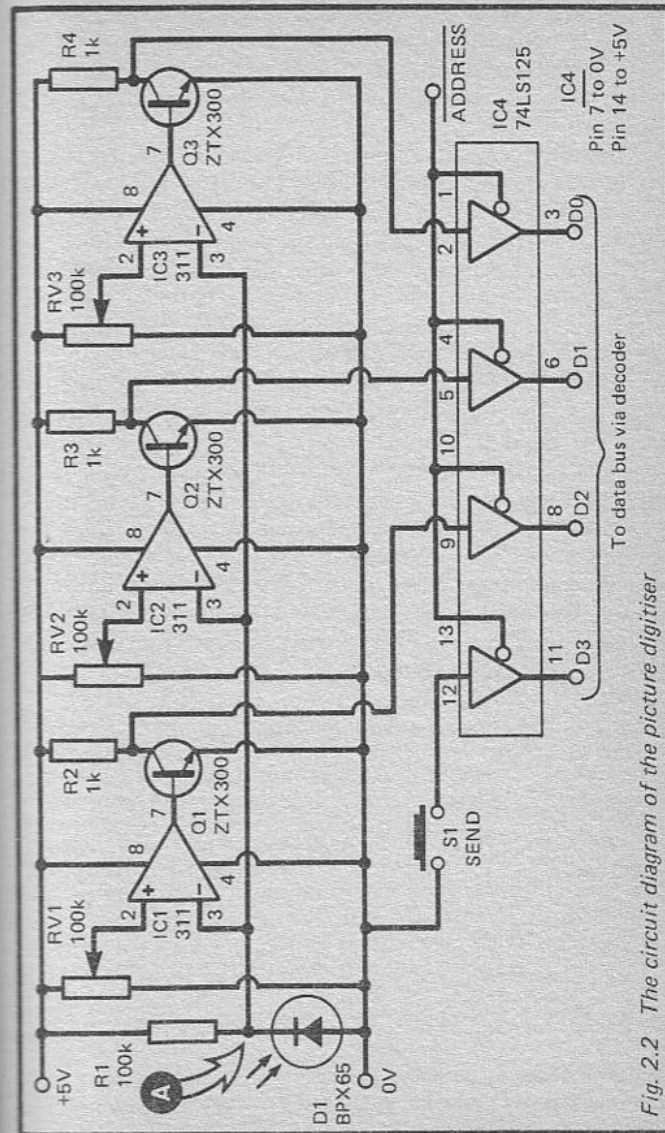 +5V
R1
100k
A
D1
BPX65
0V
RV1
100k
2
+
IC1
311
−
3
8
4
7
Q1
ZTX300
R2
1k
RV2
100k
2
+
IC2
311
−
3
8
4
7
Q2
ZTX300
R3
1k
RV3
100k
2
+
IC3
311
−
3
8
4
7
Q3
ZTX300
R4
1k
S1
SEND
12
13
11
D3
9
10
8
D2
5
4
6
D1
2
1
3
D0
ADDRESS
IC4
74LS125
IC4
Pin 7 to 0V
Pin 14 to +5V
To data bus via decoder
Fig. 2.2 The circuit diagram of the picture digitiser